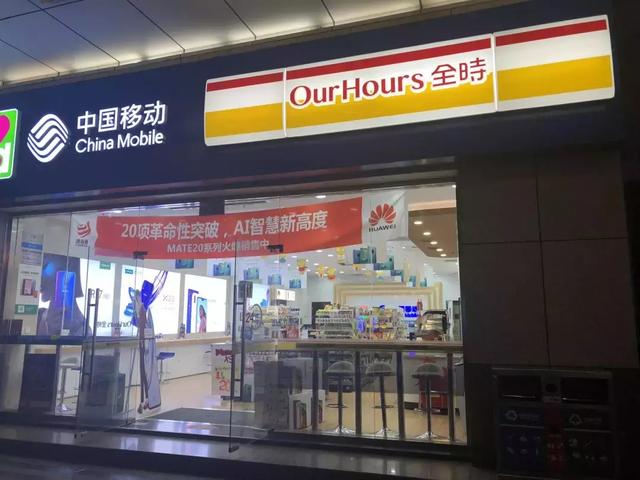 中国移动
China Mobile
OurHours 全時
20项革命性突破，AI智慧新高度
MATE20系列火爆销售中
HUAWEI
X23